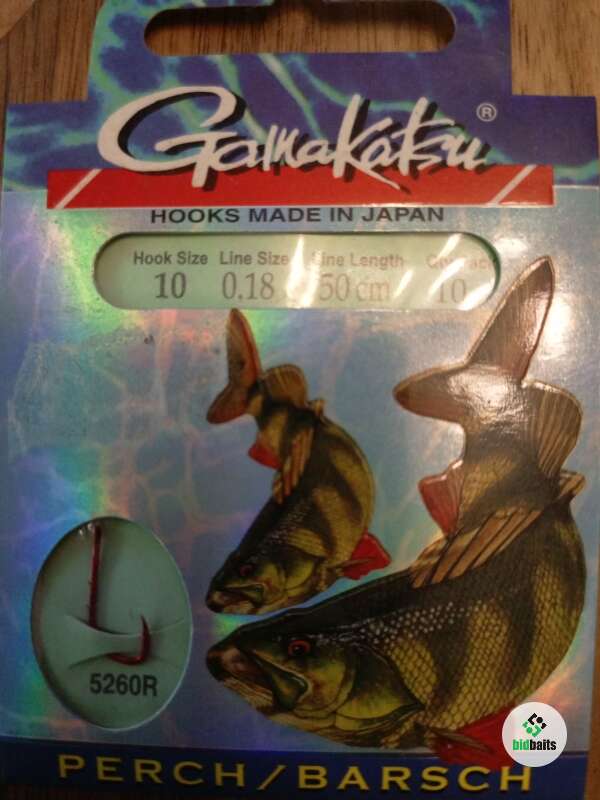 Gamakatsu ®
HOOKS MADE IN JAPAN
Hook Size Line Size Line Length
10 0,18 50 cm 10
5260R
bidbaits
PERCH/BARSCH